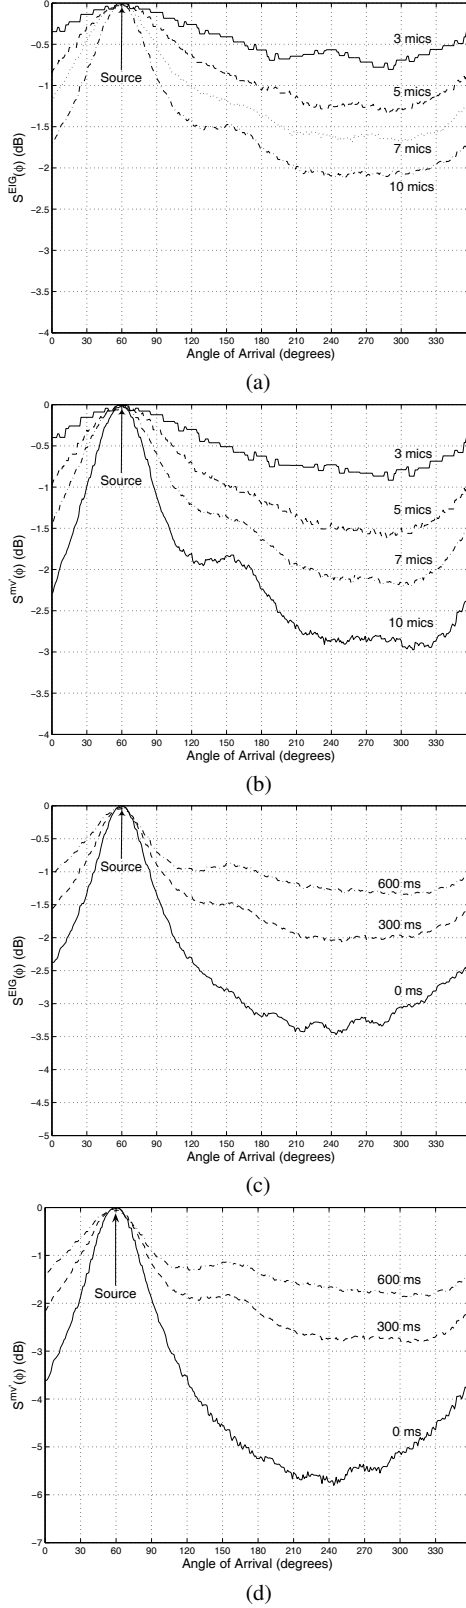 0
−0.5
−1
−1.5
−2
−2.5
−3
−3.5
−4
S^EIG(ϕ) (dB)
3 mics
5 mics
7 mics
10 mics
Source
0 30 60 90 120 150 180 210 240 270 300 330
Angle of Arrival (degrees)
(a)
0
−0.5
−1
−1.5
−2
−2.5
−3
−3.5
−4
S^mv'(ϕ) (dB)
3 mics
Source
5 mics
7 mics
10 mics
0 30 60 90 120 150 180 210 240 270 300 330
Angle of Arrival (degrees)
(b)
0
−0.5
−1
−1.5
−2
−2.5
−3
−3.5
−4
−4.5
−5
S^EIG(ϕ) (dB)
Source
600 ms
300 ms
0 ms
0 30 60 90 120 150 180 210 240 270 300 330
Angle of Arrival (degrees)
(c)
0
−1
−2
−3
−4
−5
−6
−7
S^mv'(ϕ) (dB)
Source
600 ms
300 ms
0 ms
0 30 60 90 120 150 180 210 240 270 300 330
Angle of Arrival (degrees)
(d)